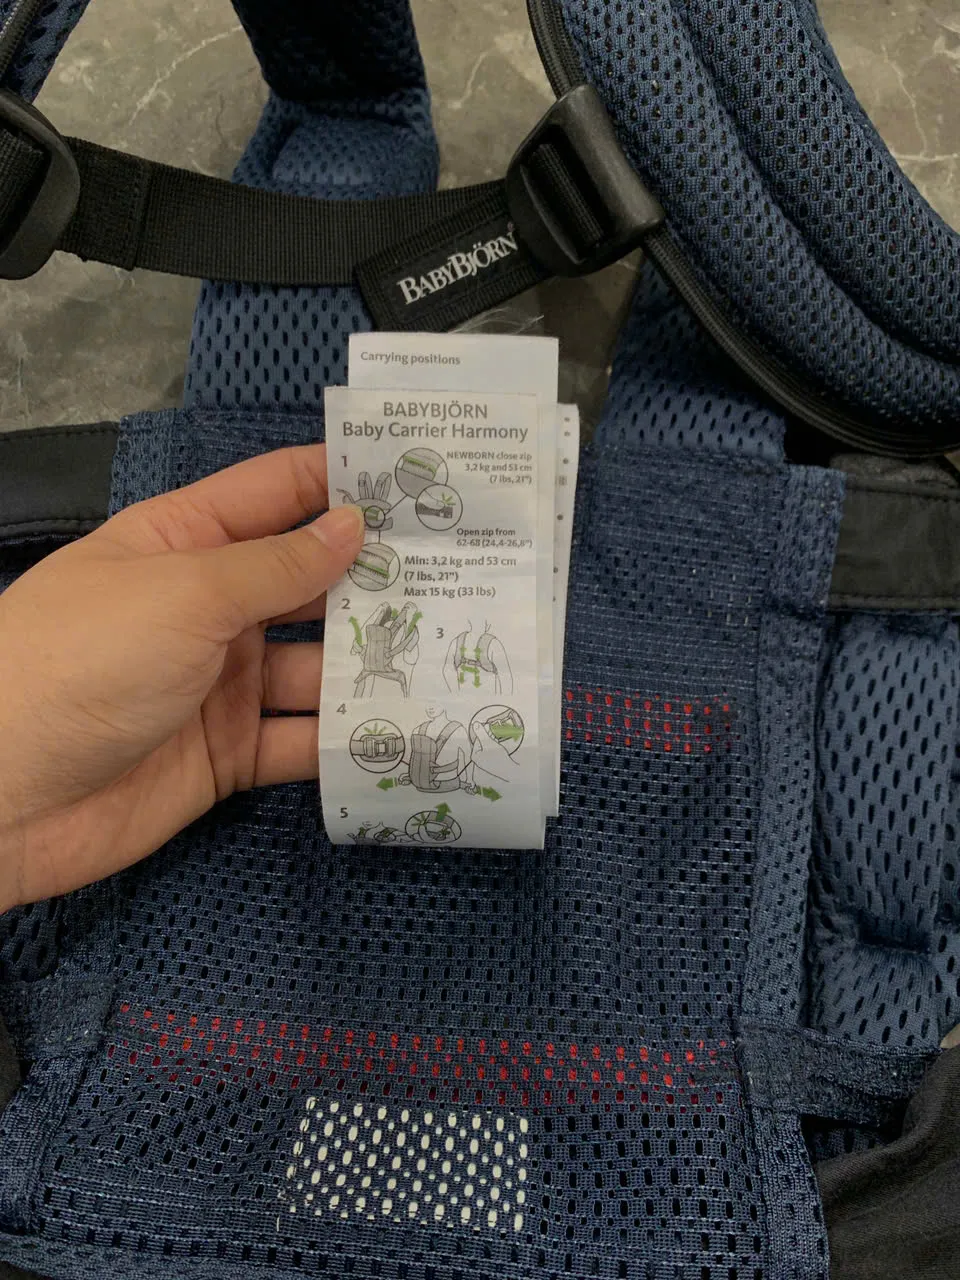 BABYBJÖRN®
Carrying positions
BABYBJÖRN
Baby Carrier Harmony
1
NEWBORN close zip
3,2 kg and 53 cm
(7 lbs, 21")
Open zip from
62-68 (24,4-26,8")
Min: 3,2 kg and 53 cm
(7 lbs, 21")
Max 15 kg (33 lbs)
2
3
4
5